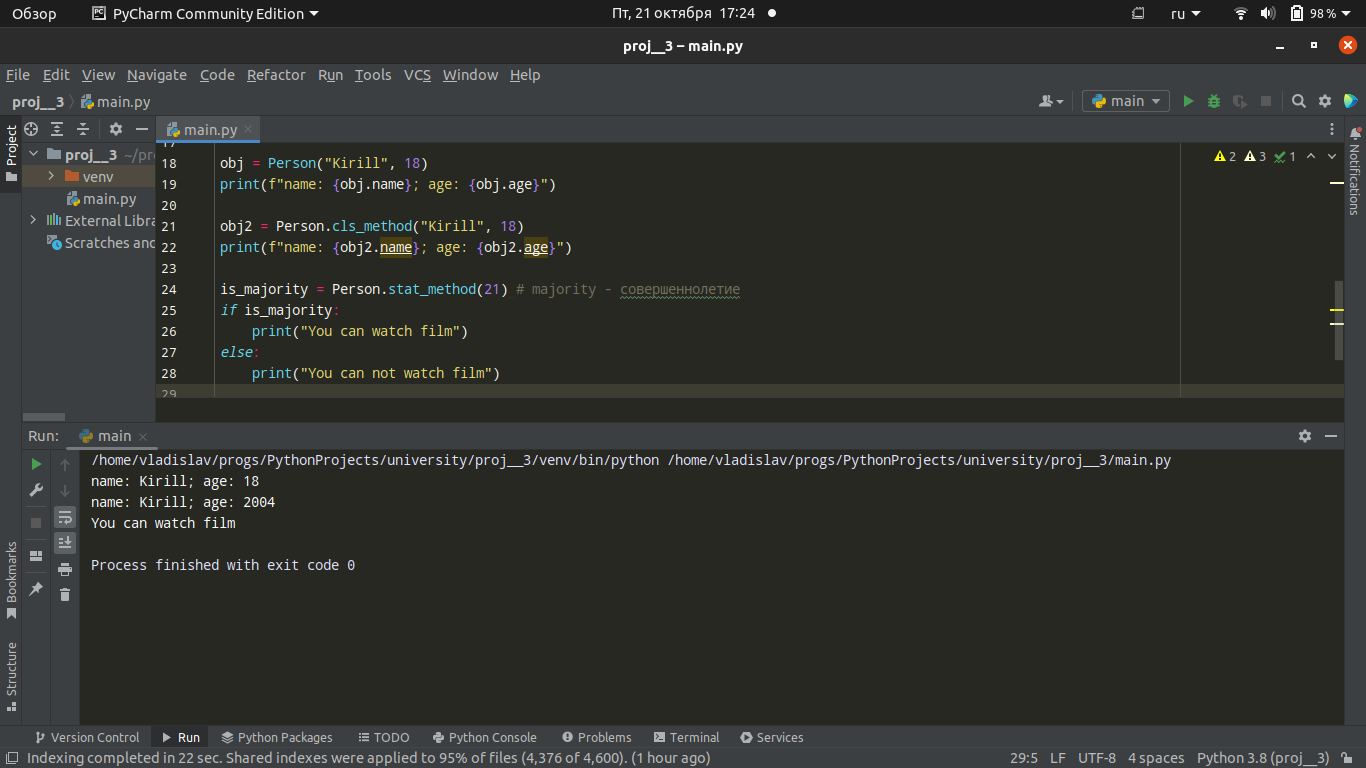 Обзор PyCharm Community Edition Пт, 21 октября 17:24 ru 98 %
proj__3 – main.py
File Edit View Navigate Code Refactor Run Tools VCS Window Help
proj__3 main.py main
Project
main.py
proj__3 ~/pr
venv
main.py
External Libra
Scratches and
2 3 1
17
18 obj = Person("Kirill", 18)
19 print(f"name: {obj.name}; age: {obj.age}")
20
21 obj2 = Person.cls_method("Kirill", 18)
22 print(f"name: {obj2.name}; age: {obj2.age}")
23
24 is_majority = Person.stat_method(21) # majority - совершеннолетие
25 if is_majority:
26 print("You can watch film")
27 else:
28 print("You can not watch film")
29
Notifications
Run: main
/home/vladislav/progs/PythonProjects/university/proj__3/venv/bin/python /home/vladislav/progs/PythonProjects/university/proj__3/main.py
name: Kirill; age: 18
name: Kirill; age: 2004
You can watch film
Process finished with exit code 0
Bookmarks
Structure
Version Control Run Python Packages TODO Python Console Problems Terminal Services
Indexing completed in 22 sec. Shared indexes were applied to 95% of files (4,376 of 4,600). (1 hour ago) 29:5 LF UTF-8 4 spaces Python 3.8 (proj__3)